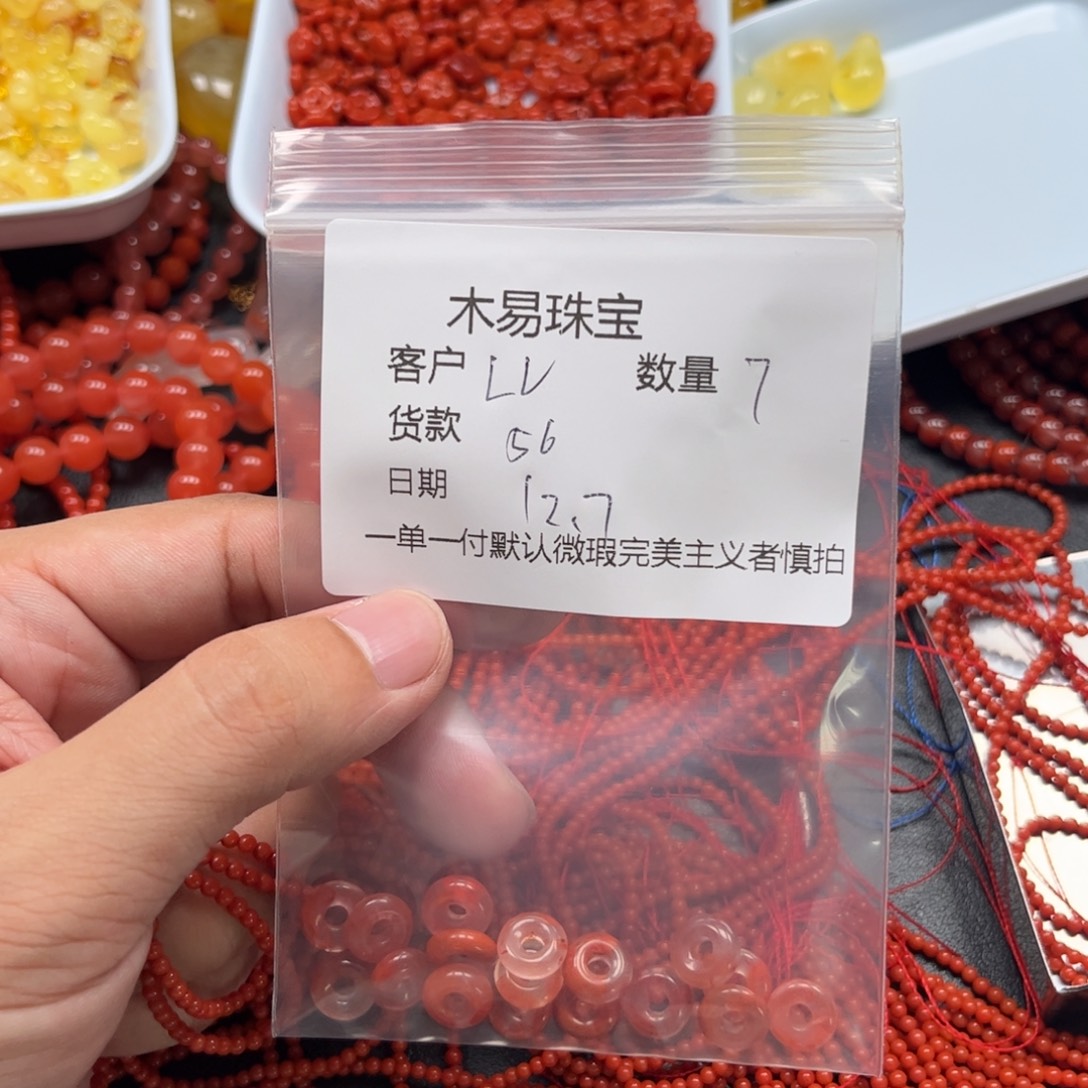 木易珠宝
客户 LV 数量 7
货款 56
日期 12.7
一单一付默认微瑕完美主义者慎拍